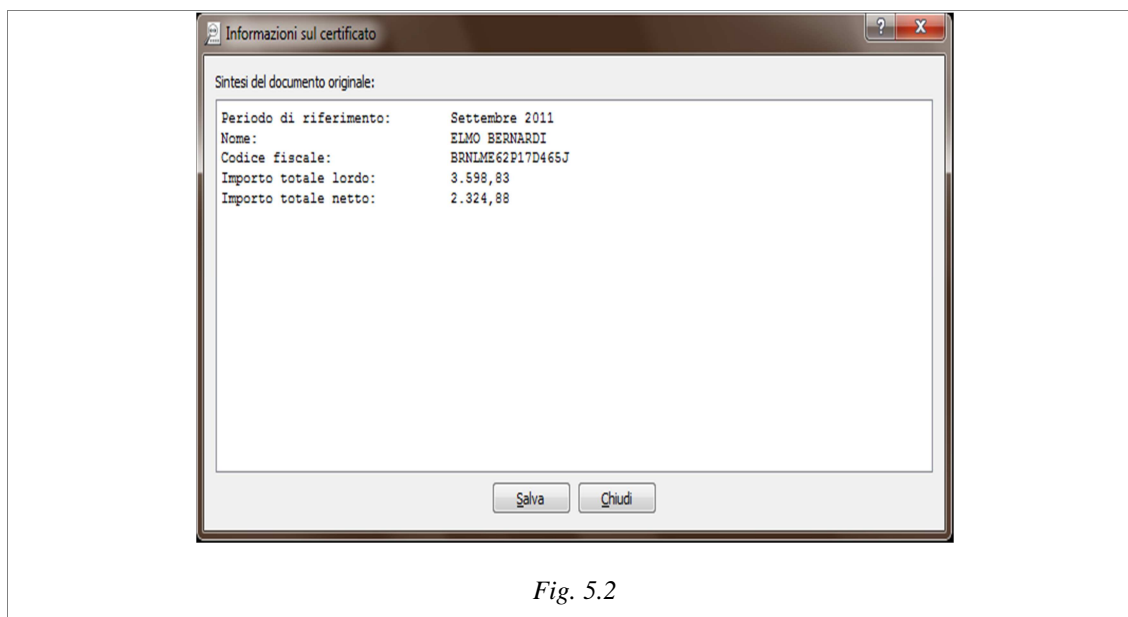 Informazioni sul certificato
Sintesi del documento originale:
Periodo di riferimento: Settembre 2011
Nome: ELMO BERNARDI
Codice fiscale: BRNLME62P17D465J
Importo totale lordo: 3.598,83
Importo totale netto: 2.324,88
Salva Chiudi
Fig. 5.2